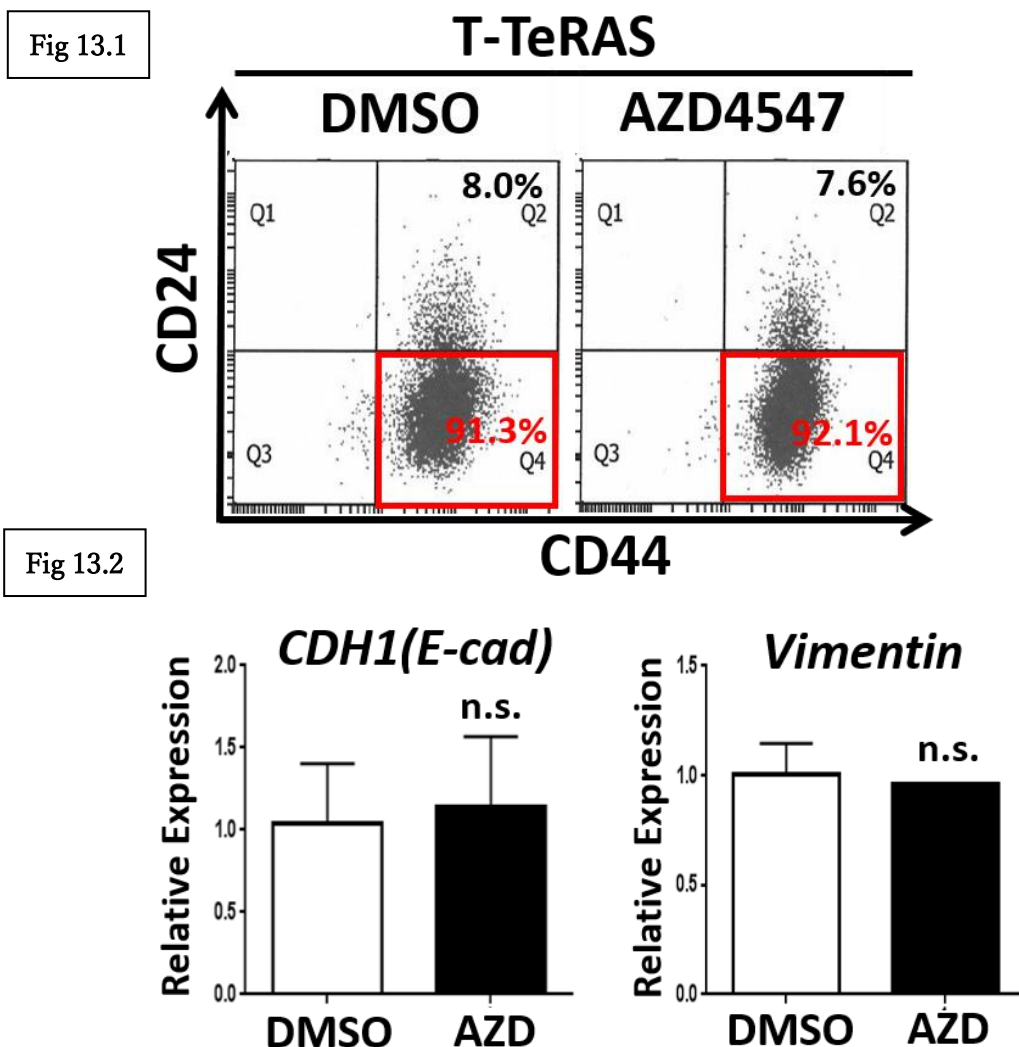 Fig 13.1
T-TeRAS
DMSO AZD4547
8.0% 7.6%
Q1 Q2 Q1 Q2
CD24
91.3% 92.1%
Q3 Q4 Q3 Q4
CD44
Fig 13.2
CDH1(E-cad) Vimentin
Relative Expression
2.0
1.5
1.0
0.5
0.0
n.s.
DMSO AZD
Relative Expression
1.5
1.0
0.5
0.0
n.s.
DMSO AZD